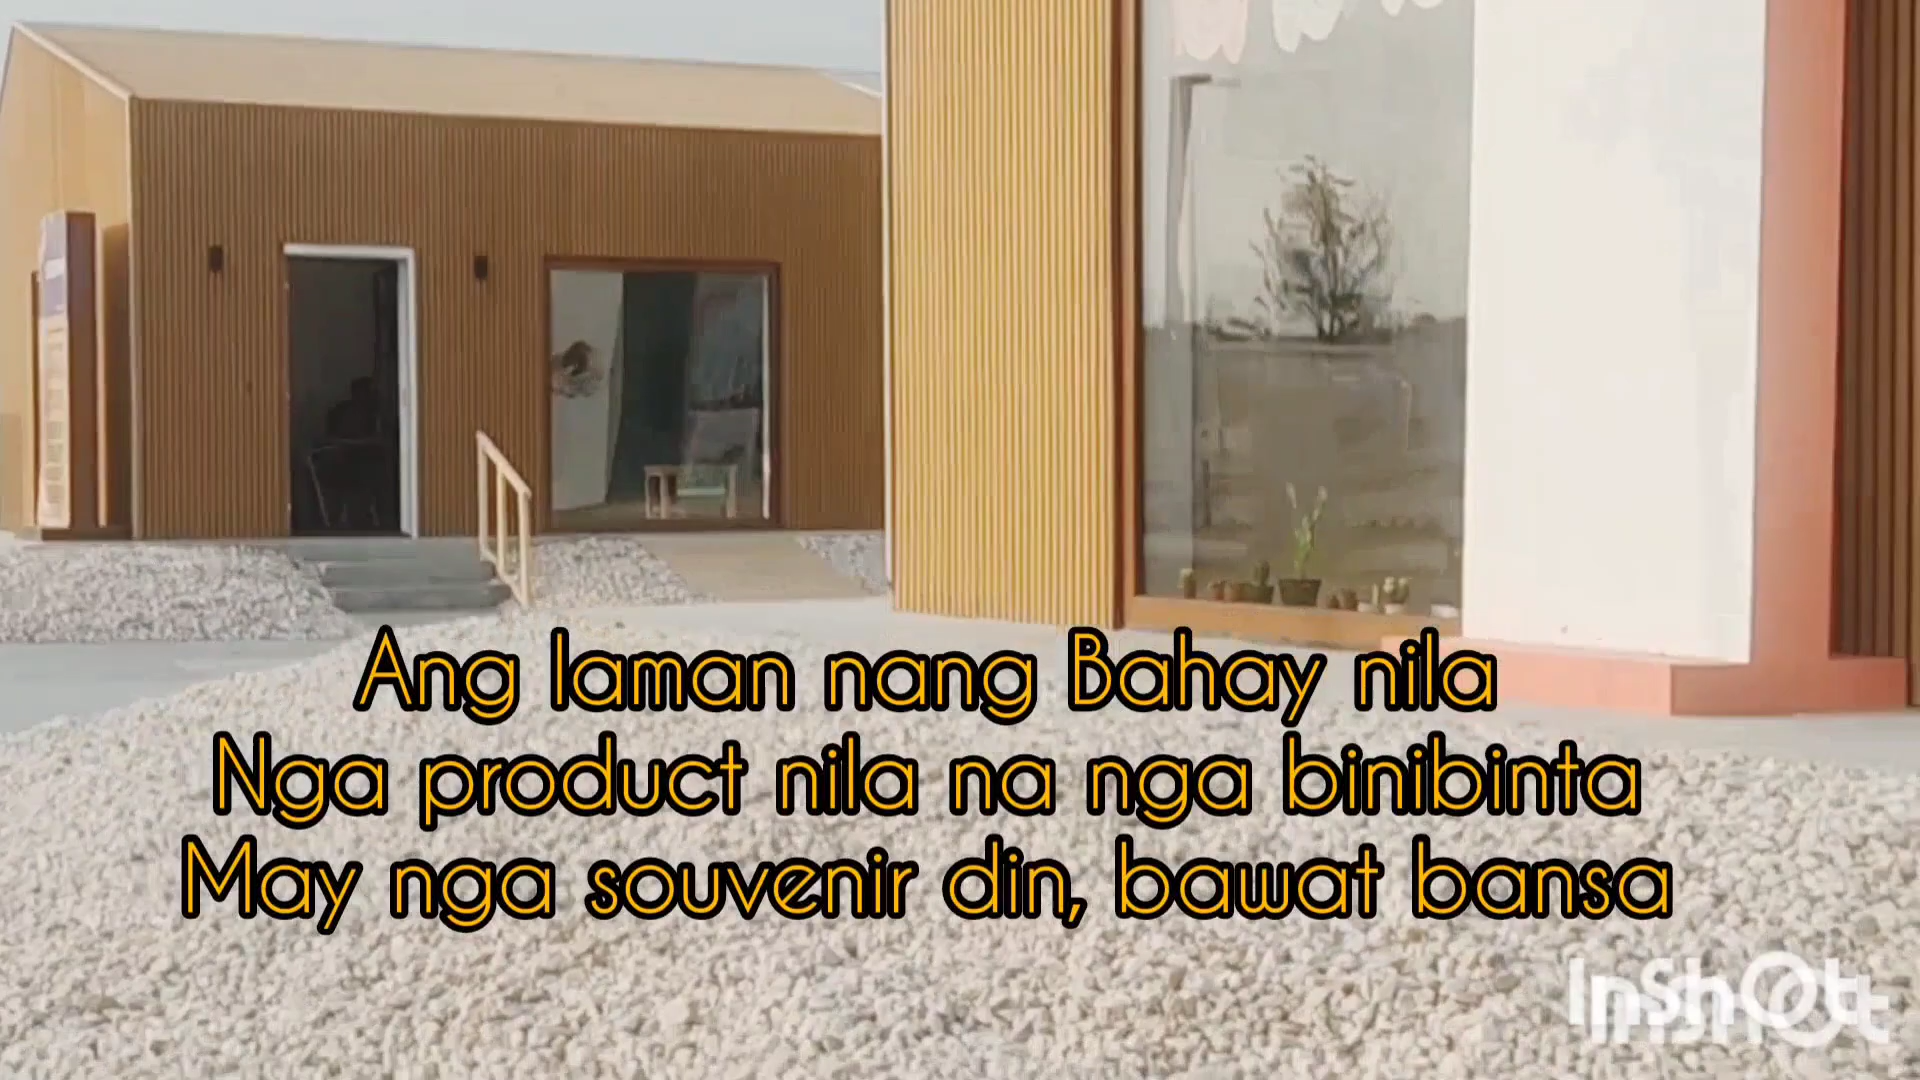 Ang laman nang Bahay nila
Nga product nila na nga binibinta
May nga souvenir din, bawat bansa
InShOt